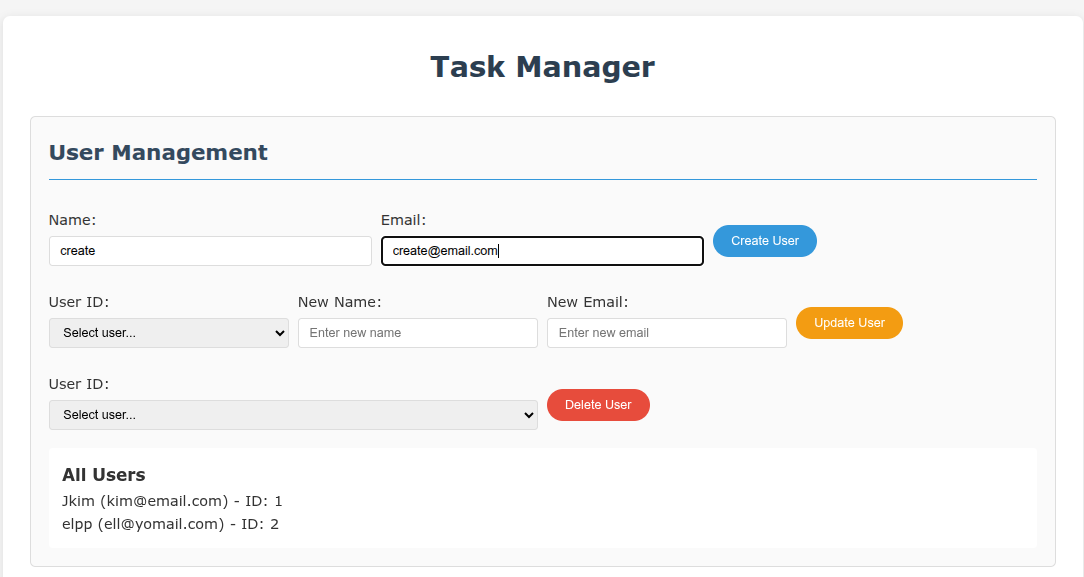 Task Manager
User Management
Name: Email:
create create@email.com Create User
User ID: New Name: New Email:
Select user... Enter new name Enter new email Update User
User ID:
Select user... Delete User
All Users
Jkim (kim@email.com) - ID: 1
elpp (ell@yomail.com) - ID: 2